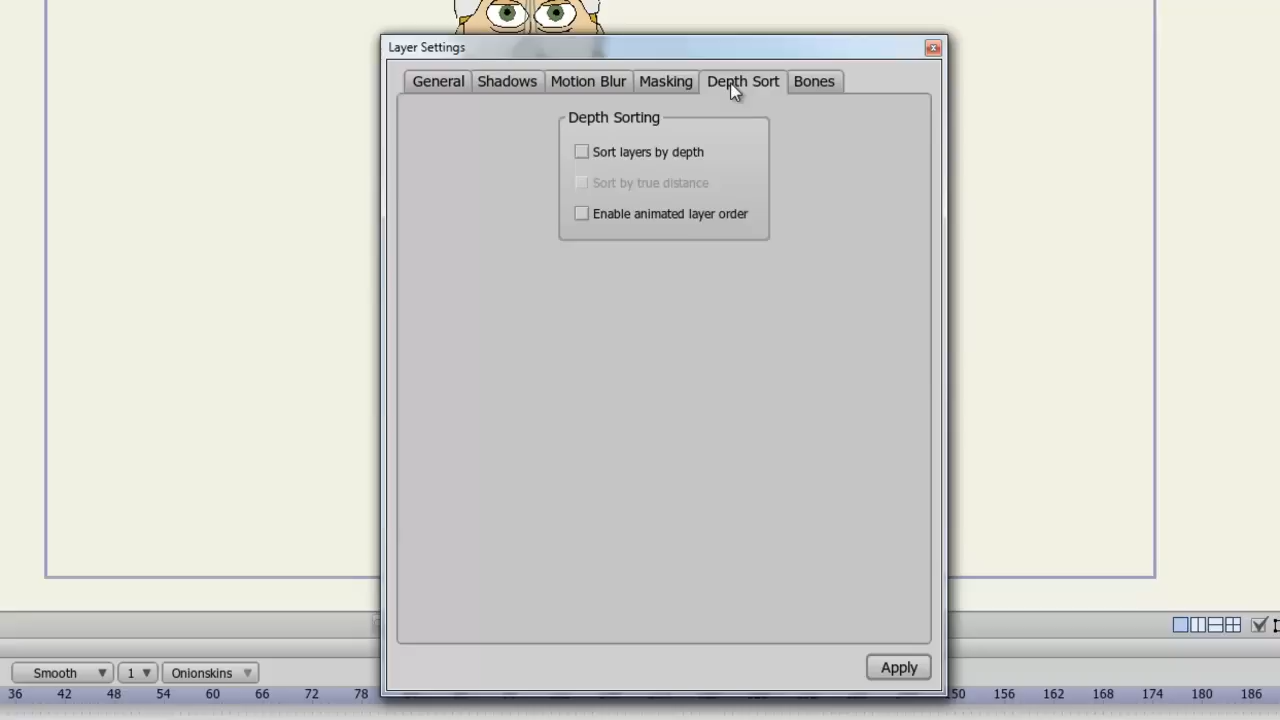 Layer Settings
General Shadows Motion Blur Masking Depth Sort Bones
Depth Sorting
Sort layers by depth
Sort by true distance
Enable animated layer order
Apply
Smooth 1 Onionskins
36 42 48 54 60 66 72 78 150 156 162 168 174 180 186